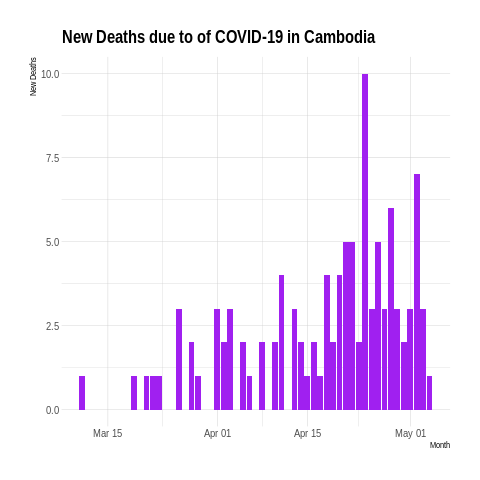 New Deaths due to of COVID-19 in Cambodia
New Deaths
10.0
7.5
5.0
2.5
0.0
Mar 15
Apr 01
Apr 15
May 01
Month